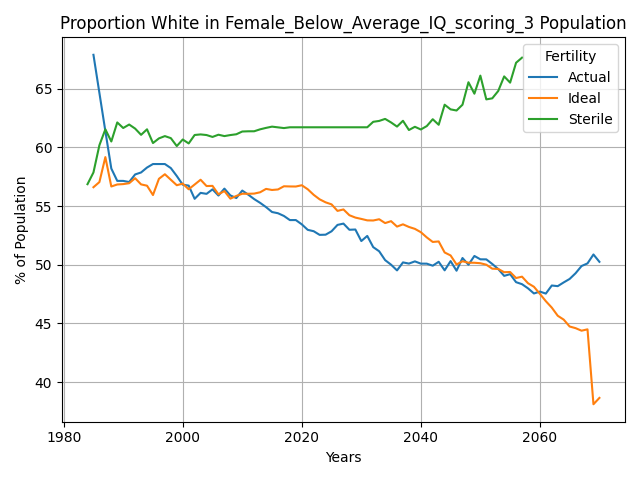 Proportion White in Female_Below_Average_IQ_scoring_3 Population
Fertility
Actual
Ideal
Sterile
% of Population
65
60
55
50
45
40
1980
2000
2020
2040
2060
Years